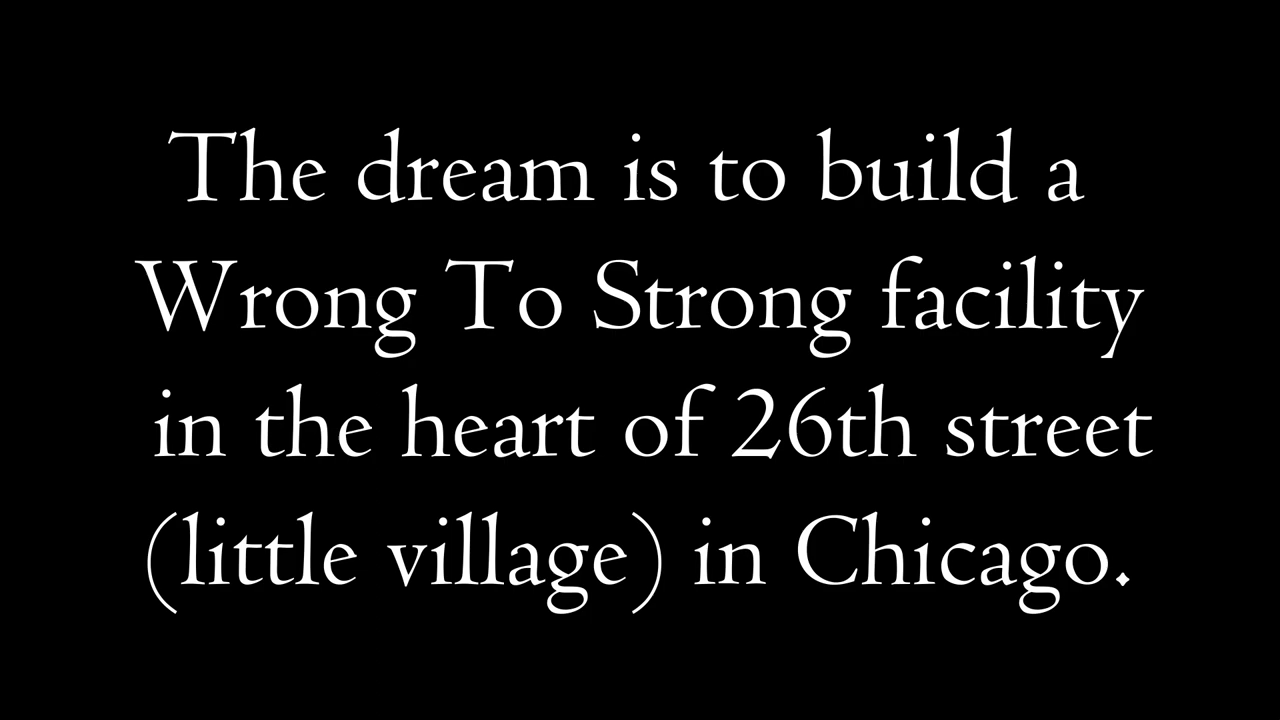 The dream is to build a
Wrong To Strong facility
in the heart of 26th street
(little village) in Chicago.